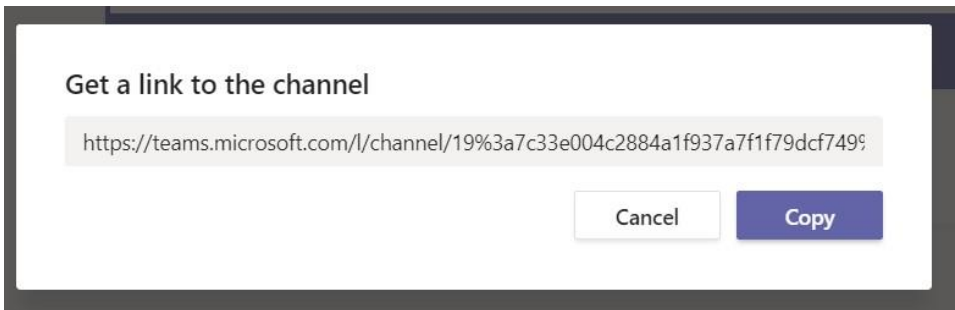 Get a link to the channel
https://teams.microsoft.com/l/channel/19%3a7c33e004c2884a1f937a7f1f79dcf749%
Cancel Copy